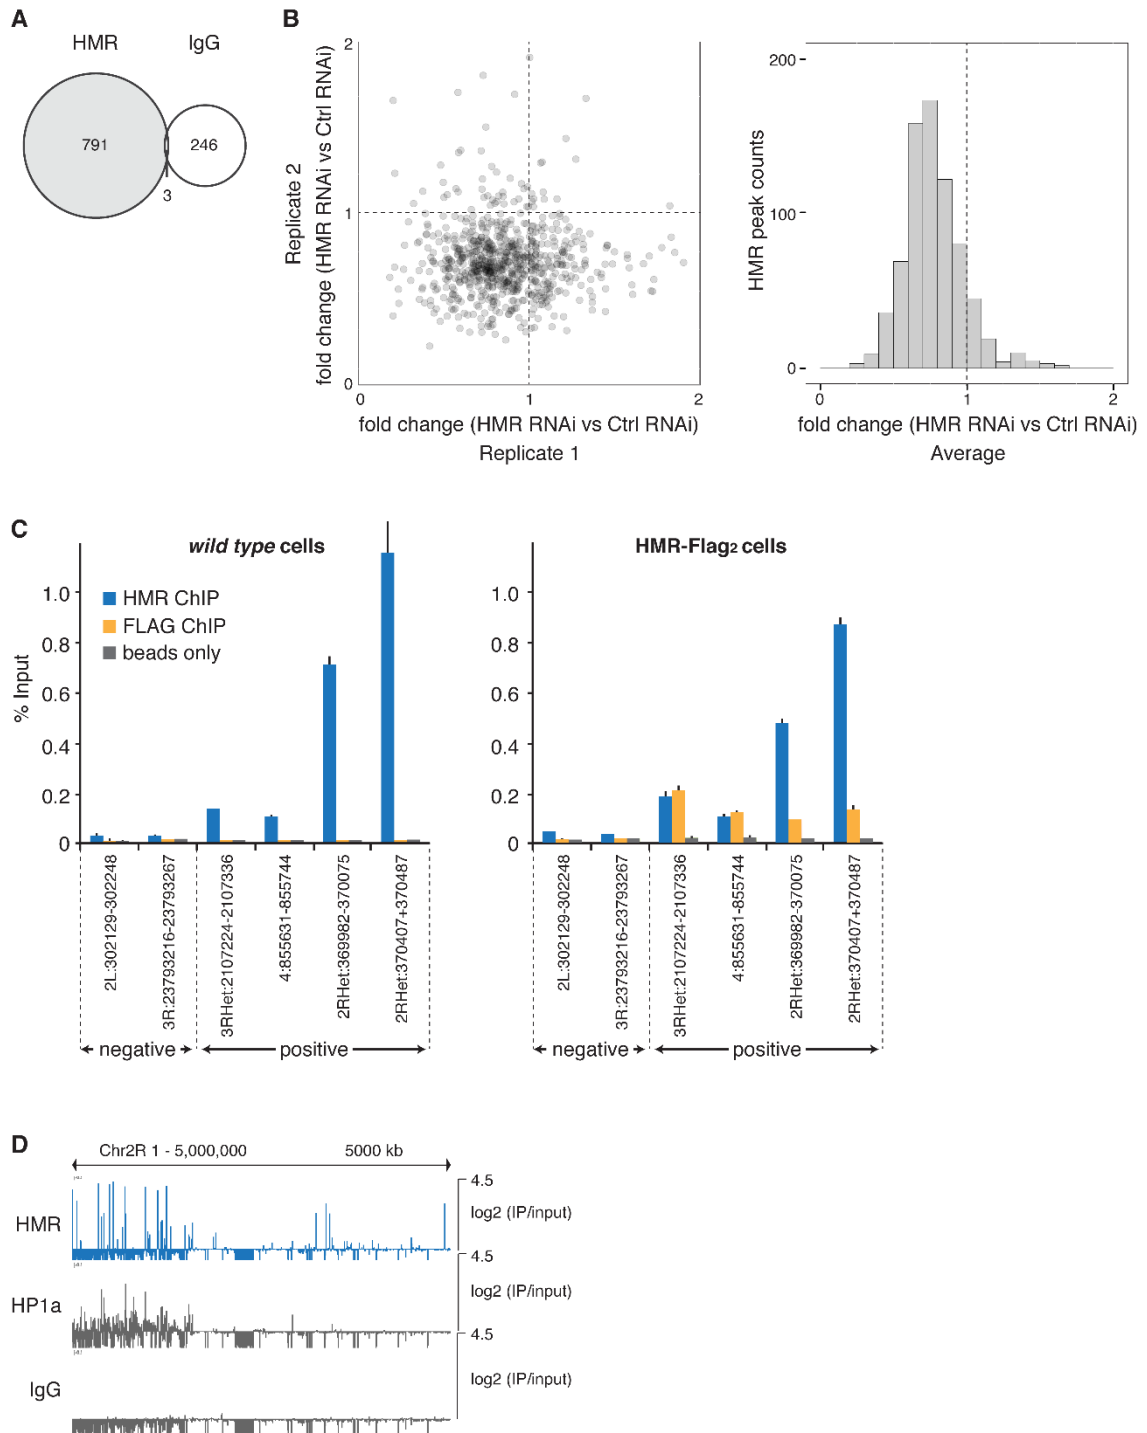 A
HMR
IgG
791
246
3
B
2
1
0
Replicate 2
fold change (HMR RNAi vs Ctrl RNAi)
0
1
2
fold change (HMR RNAi vs Ctrl RNAi)
Replicate 1
200
100
0
HMR peak counts
0
1
2
fold change (HMR RNAi vs Ctrl RNAi)
Average
C
wild type cells
HMR ChIP
FLAG ChIP
beads only
% Input
1.0
0.8
0.6
0.4
0.2
0
2L:302129-302248
3R:23793216-23793267
3RHet:2107224-2107336
4:855631-855744
2RHet:369982-370075
2RHet:370407+370487
negative
positive
HMR-Flag2 cells
1.0
0.8
0.6
0.4
0.2
0
2L:302129-302248
3R:23793216-23793267
3RHet:2107224-2107336
4:855631-855744
2RHet:369982-370075
2RHet:370407+370487
negative
positive
D
Chr2R 1 - 5,000,000
5000 kb
HMR
4.5
log2 (IP/input)
HP1a
4.5
log2 (IP/input)
IgG
4.5
log2 (IP/input)